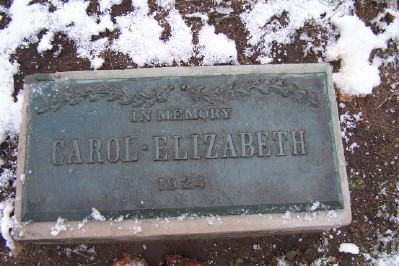 IN MEMORY
CAROL-ELIZABETH
1924